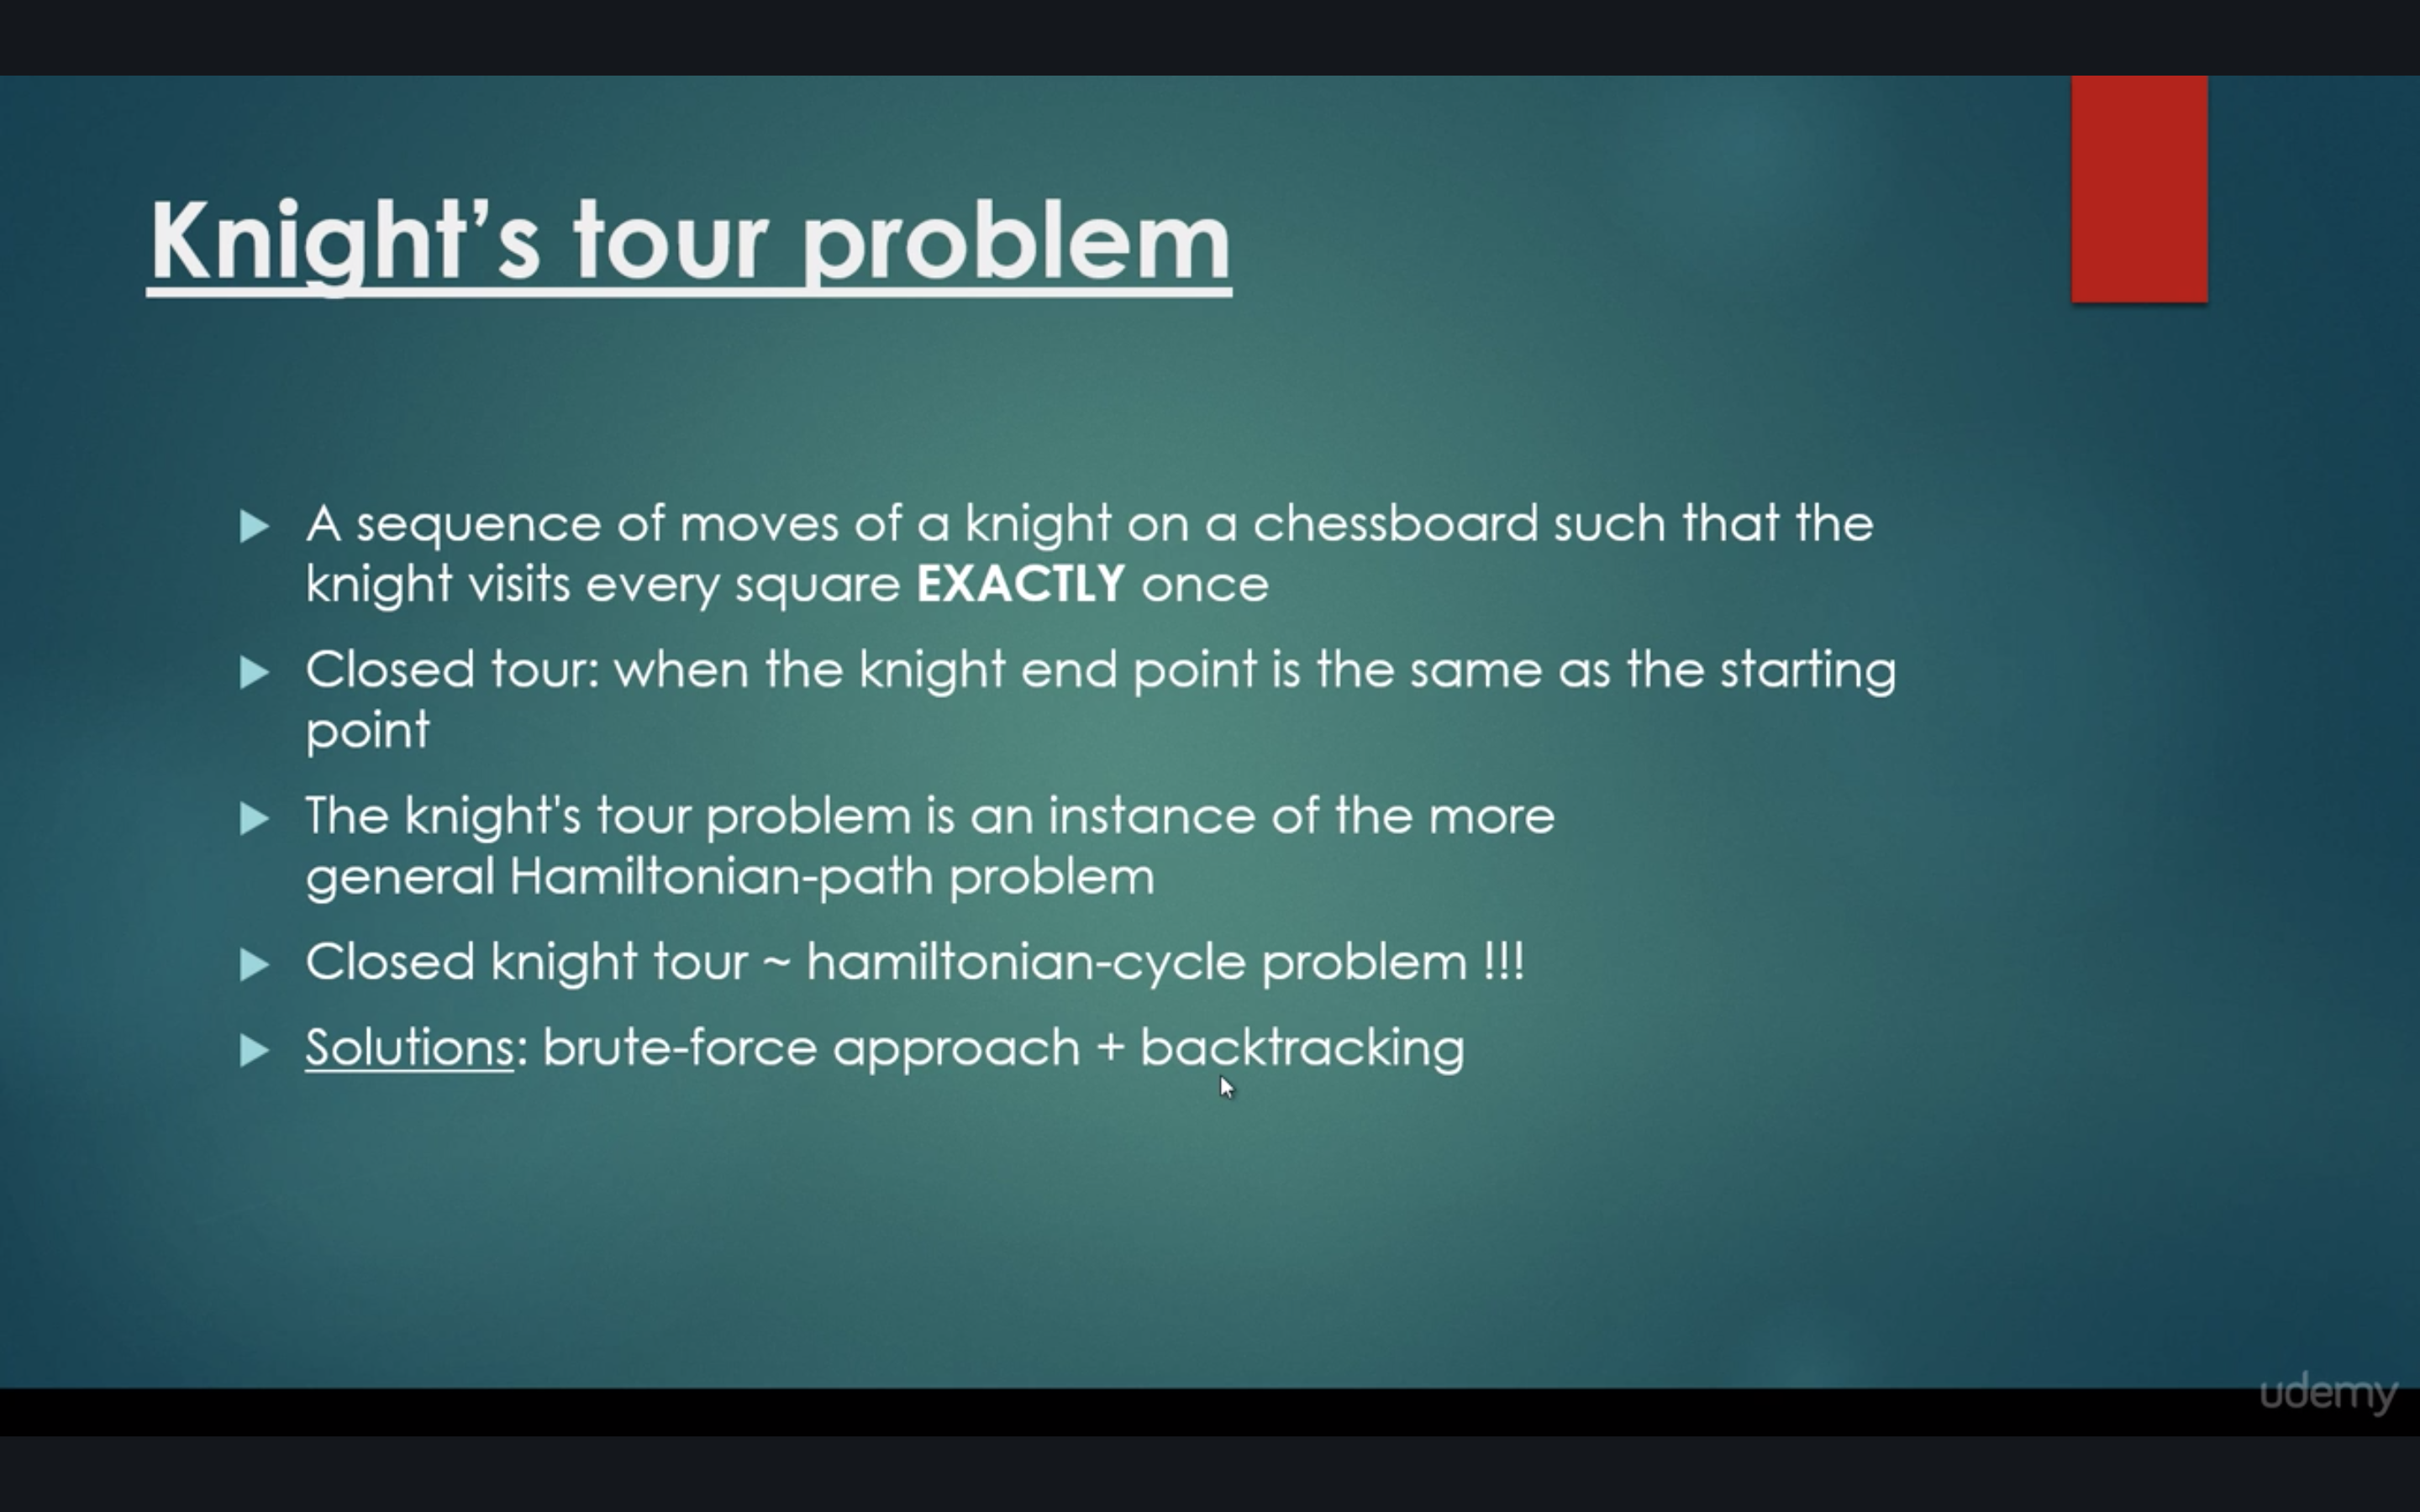 Knight’s tour problem
A sequence of moves of a knight on a chessboard such that the
knight visits every square EXACTLY once
Closed tour: when the knight end point is the same as the starting
point
The knight's tour problem is an instance of the more
general Hamiltonian-path problem
Closed knight tour ~ hamiltonian-cycle problem !!!
Solutions: brute-force approach + backtracking
udemy